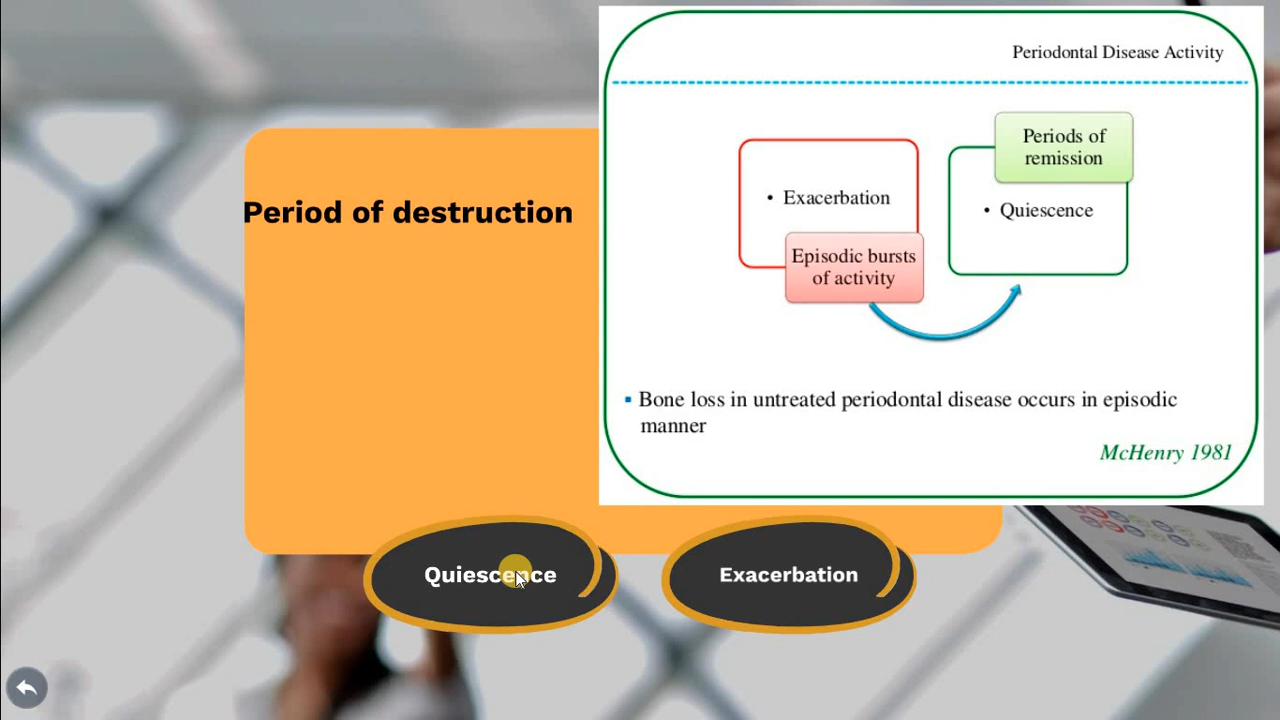 Periodontal Disease Activity
Period of destruction
• Exacerbation
Episodic bursts
of activity
Periods of
remission
• Quiescence
▪ Bone loss in untreated periodontal disease occurs in episodic
manner
McHenry 1981
Quiescence
Exacerbation